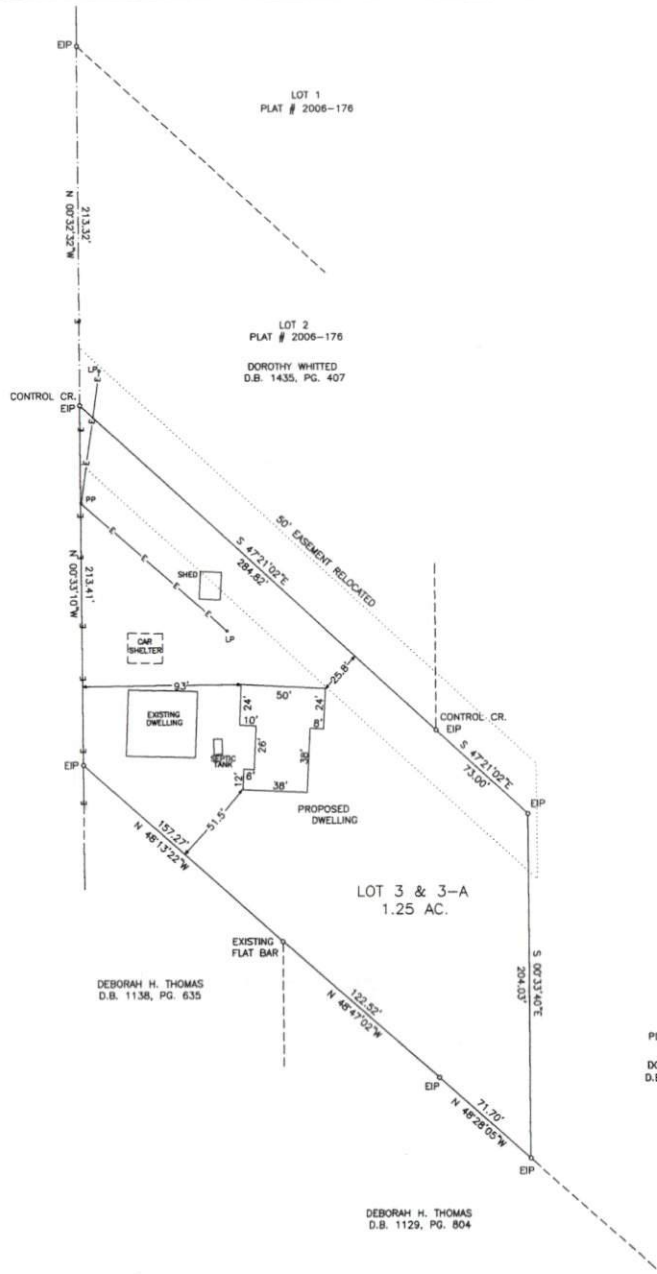 EIP
LOT 1
PLAT # 2006-176
213.32'
N 00°32'32"W
E
LOT 2
PLAT # 2006-176
DOROTHY WHITTED
D.B. 1435, PG. 407
LP
E
CONTROL CR.
EIP
E
E
PP
E
50' EASEMENT RELOCATED
S 47°21'02"E
284.82'
E
E
E
E
LP
SHED
213.41'
N 00°33'10"W
E
E
CAR
SHELTER
E
93'
50'
24'
24'
25.8'
EXISTING
DWELLING
10'
8'
26'
38'
SEPTIC
TANK
6'
12'
38'
CONTROL CR.
EIP
S 47°21'02"E
73.00'
EIP
E
EIP
E
PROPOSED
DWELLING
51.5'
157.27'
N 48°13'22"W
LOT 3 & 3-A
1.25 AC.
EXISTING
FLAT BAR
S 00°33'40"E
204.03'
DEBORAH H. THOMAS
D.B. 1138, PG. 635
122.52'
N 48°47'02"W
EIP
71.70'
N 48°28'05"W
EIP
DEBORAH H. THOMAS
D.B. 1129, PG. 804